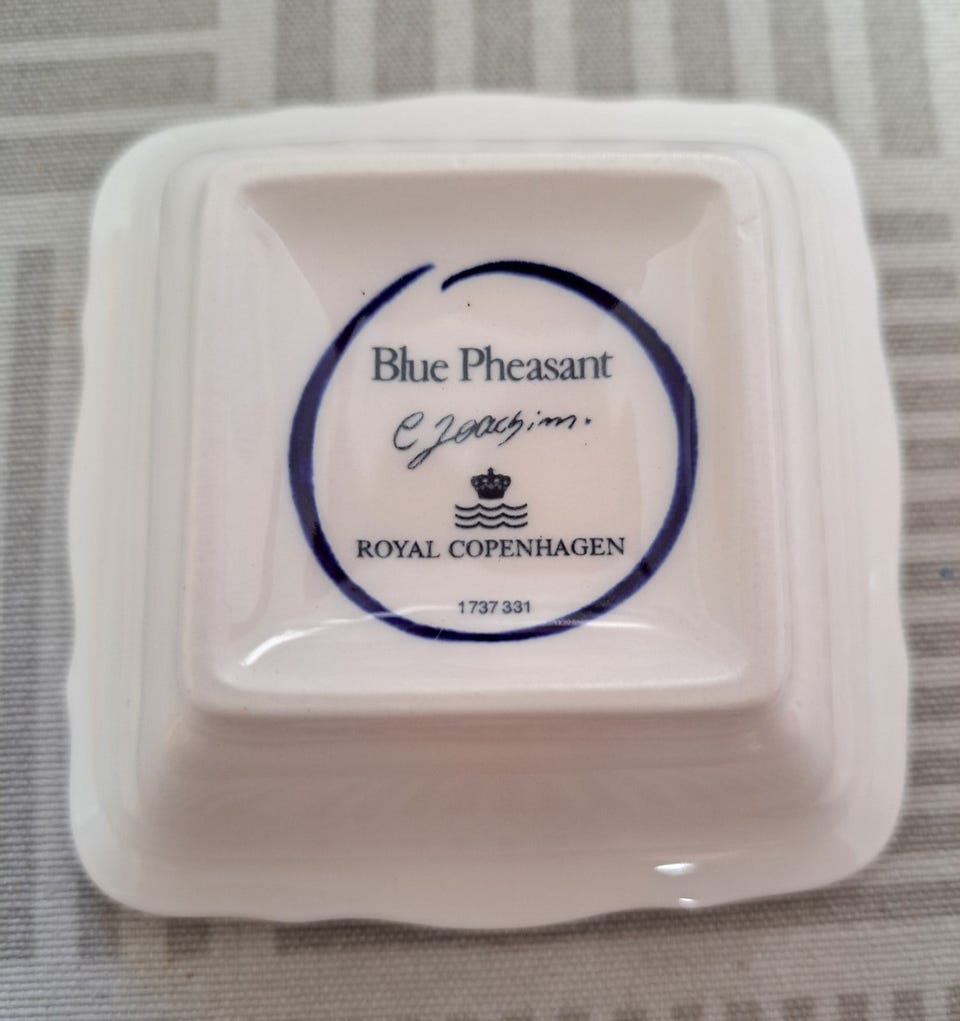 Blue Pheasant
C Joachim.
ROYAL COPENHAGEN
1737 331